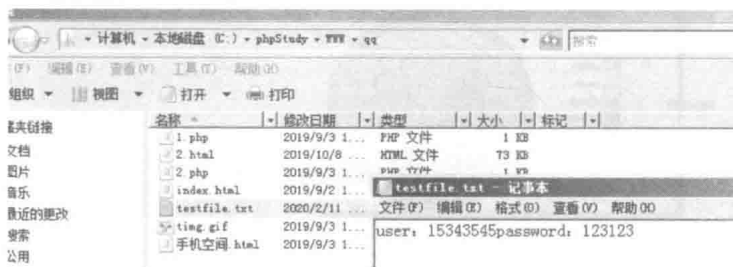 计算机 ▸ 本地磁盘 (C:) ▸ phpStudy ▸ WWW ▸ qq
搜索
(F) 编辑(E) 查看(V) 工具(T) 帮助(H)
组织 视图 打开 打印
名称 修改日期 类型 大小 标记
夹链接
文档
图片
音乐
最近的更改
搜索
公用
1.php 2019/9/3 1... PHP 文件 1 KB
2.html 2019/10/8 ... HTML 文件 73 KB
2.php 2019/9/3 1... PHP 文件 1 KB
index.html 2019/9/2 1...
testfile.txt 2020/2/11 ...
timg.gif 2019/9/3 1...
手机空间.html 2019/9/3 1...
testfile.txt - 记事本
文件(F) 编辑(E) 格式(O) 查看(V) 帮助(H)
user: 15343545password: 123123